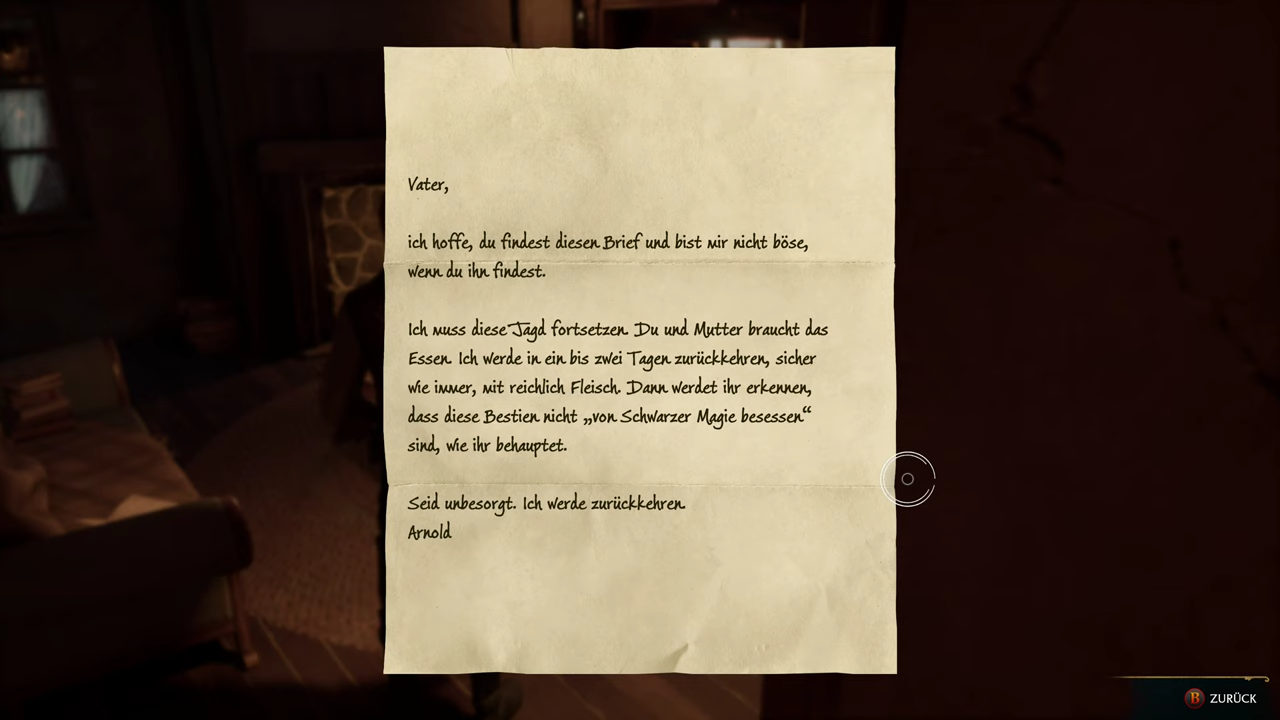 Vater,
ich hoffe, du findest diesen Brief und bist mir nicht böse,
wenn du ihn findest.
Ich muss diese Jagd fortsetzen. Du und Mutter braucht das
Essen. Ich werde in ein bis zwei Tagen zurückkehren, sicher
wie immer, mit reichlich Fleisch. Dann werdet ihr erkennen,
dass diese Bestien nicht „von Schwarzer Magie besessen“
sind, wie ihr behauptet.
Seid unbesorgt. Ich werde zurückkehren.
Arnold
B ZURÜCK